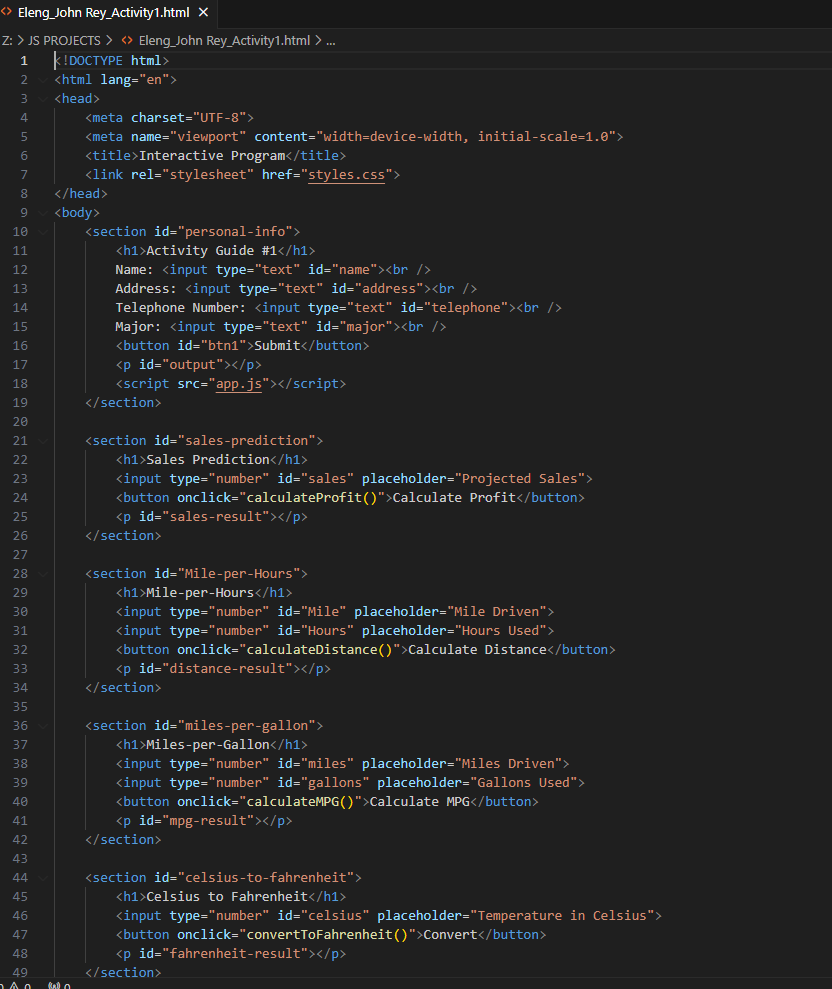 Eleng_John Rey_Activity1.html
Z: > JS PROJECTS > Eleng_John Rey_Activity1.html > ...
1 <!DOCTYPE html>
2 <html lang="en">
3 <head>
4 <meta charset="UTF-8">
5 <meta name="viewport" content="width=device-width, initial-scale=1.0">
6 <title>Interactive Program</title>
7 <link rel="stylesheet" href="styles.css">
8 </head>
9 <body>
10 <section id="personal-info">
11 <h1>Activity Guide #1</h1>
12 Name: <input type="text" id="name"><br />
13 Address: <input type="text" id="address"><br />
14 Telephone Number: <input type="text" id="telephone"><br />
15 Major: <input type="text" id="major"><br />
16 <button id="btn1">Submit</button>
17 <p id="output"></p>
18 <script src="app.js"></script>
19 </section>
20
21 <section id="sales-prediction">
22 <h1>Sales Prediction</h1>
23 <input type="number" id="sales" placeholder="Projected Sales">
24 <button onclick="calculateProfit()">Calculate Profit</button>
25 <p id="sales-result"></p>
26 </section>
27
28 <section id="Mile-per-Hours">
29 <h1>Mile-per-Hours</h1>
30 <input type="number" id="Mile" placeholder="Mile Driven">
31 <input type="number" id="Hours" placeholder="Hours Used">
32 <button onclick="calculateDistance()">Calculate Distance</button>
33 <p id="distance-result"></p>
34 </section>
35
36 <section id="miles-per-gallon">
37 <h1>Miles-per-Gallon</h1>
38 <input type="number" id="miles" placeholder="Miles Driven">
39 <input type="number" id="gallons" placeholder="Gallons Used">
40 <button onclick="calculateMPG()">Calculate MPG</button>
41 <p id="mpg-result"></p>
42 </section>
43
44 <section id="celsius-to-fahrenheit">
45 <h1>Celsius to Fahrenheit</h1>
46 <input type="number" id="celsius" placeholder="Temperature in Celsius">
47 <button onclick="convertToFahrenheit()">Convert</button>
48 <p id="fahrenheit-result"></p>
49 </section>